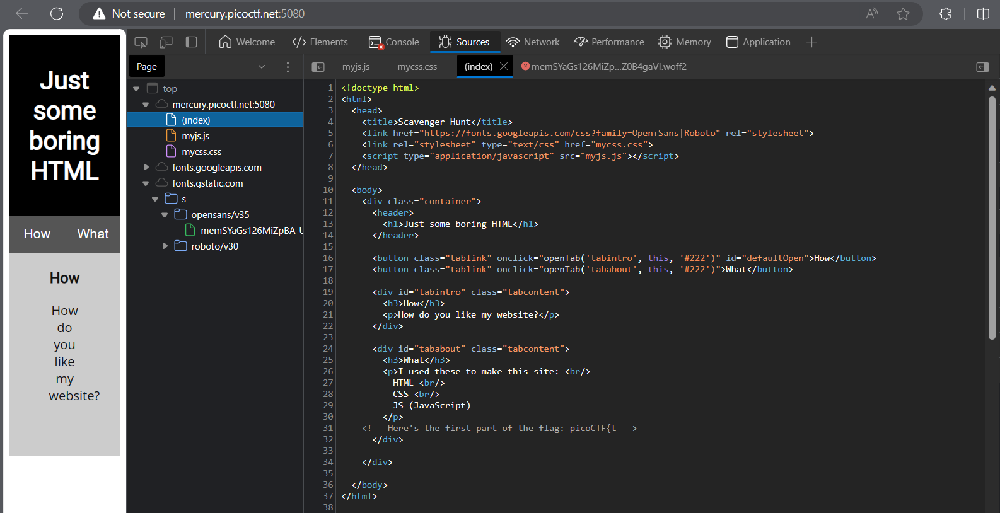 Not secure | mercury.picoctf.net:5080
Just
some
boring
HTML
How What
How
How
do
you
like
my
website?
Welcome Elements Console Sources Network Performance Memory Application
Page
top
mercury.picoctf.net:5080
(index)
myjs.js
mycss.css
fonts.googleapis.com
fonts.gstatic.com
s
opensans/v35
memSYaGs126MiZpBA-U
roboto/v30
myjs.js mycss.css (index) memSYaGs126MiZp...Z0B4gaVI.woff2
1 <!doctype html>
2 <html>
3 <head>
4 <title>Scavenger Hunt</title>
5 <link href="https://fonts.googleapis.com/css?family=Open+Sans|Roboto" rel="stylesheet">
6 <link rel="stylesheet" type="text/css" href="mycss.css">
7 <script type="application/javascript" src="myjs.js"></script>
8 </head>
9
10 <body>
11 <div class="container">
12 <header>
13 <h1>Just some boring HTML</h1>
14 </header>
15
16 <button class="tablink" onclick="openTab('tabintro', this, '#222')" id="defaultOpen">How</button>
17 <button class="tablink" onclick="openTab('tababout', this, '#222')">What</button>
18
19 <div id="tabintro" class="tabcontent">
20 <h3>How</h3>
21 <p>How do you like my website?</p>
22 </div>
23
24 <div id="tababout" class="tabcontent">
25 <h3>What</h3>
26 <p>I used these to make this site: <br/>
27 HTML <br/>
28 CSS <br/>
29 JS (JavaScript)
30 </p>
31 <!-- Here's the first part of the flag: picoCTF{t -->
32 </div>
33
34 </div>
35
36 </body>
37 </html>
38